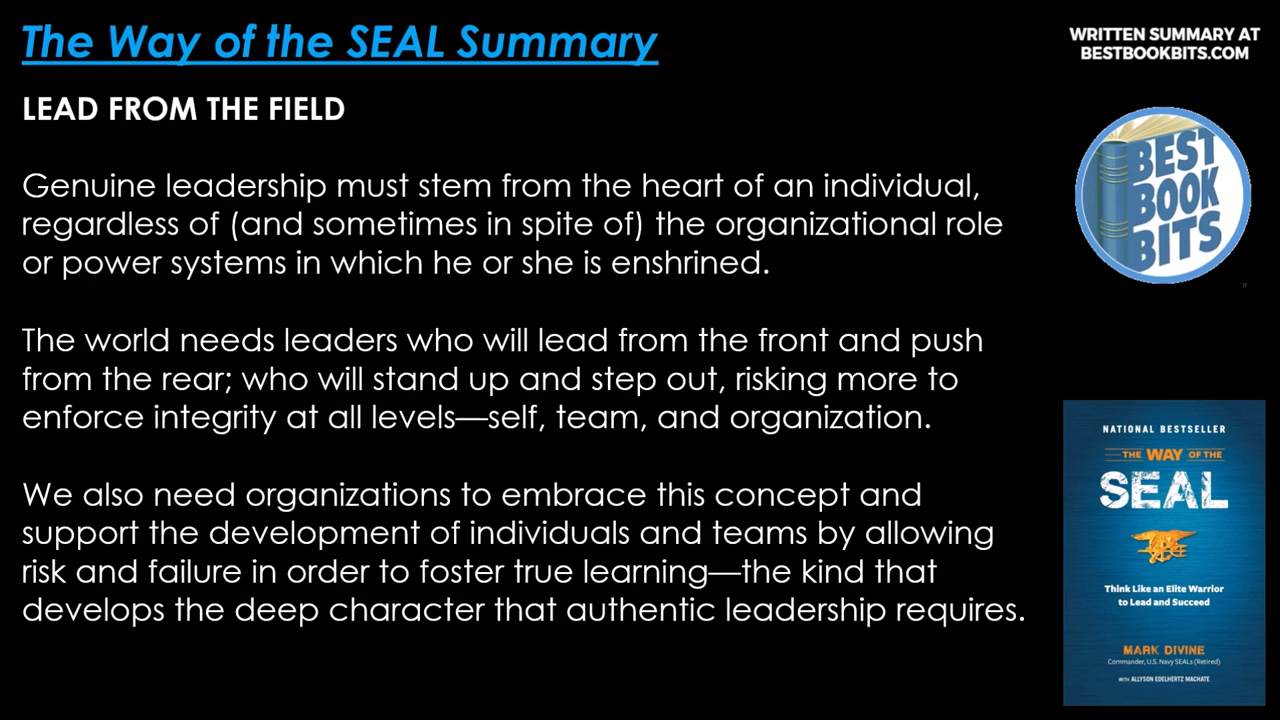 The Way of the SEAL Summary
WRITTEN SUMMARY AT
BESTBOOKBITS.COM
LEAD FROM THE FIELD
Genuine leadership must stem from the heart of an individual,
regardless of (and sometimes in spite of) the organizational role
or power systems in which he or she is enshrined.
The world needs leaders who will lead from the front and push
from the rear; who will stand up and step out, risking more to
enforce integrity at all levels—self, team, and organization.
We also need organizations to embrace this concept and
support the development of individuals and teams by allowing
risk and failure in order to foster true learning—the kind that
develops the deep character that authentic leadership requires.
BEST
BOOK
BITS
NATIONAL BESTSELLER
THE WAY OF THE
SEAL
Think Like an Elite Warrior
to Lead and Succeed
MARK DIVINE
Commander, U.S. Navy SEALs (Retired)
WITH ALLYSON EDELHERTZ MACHATE